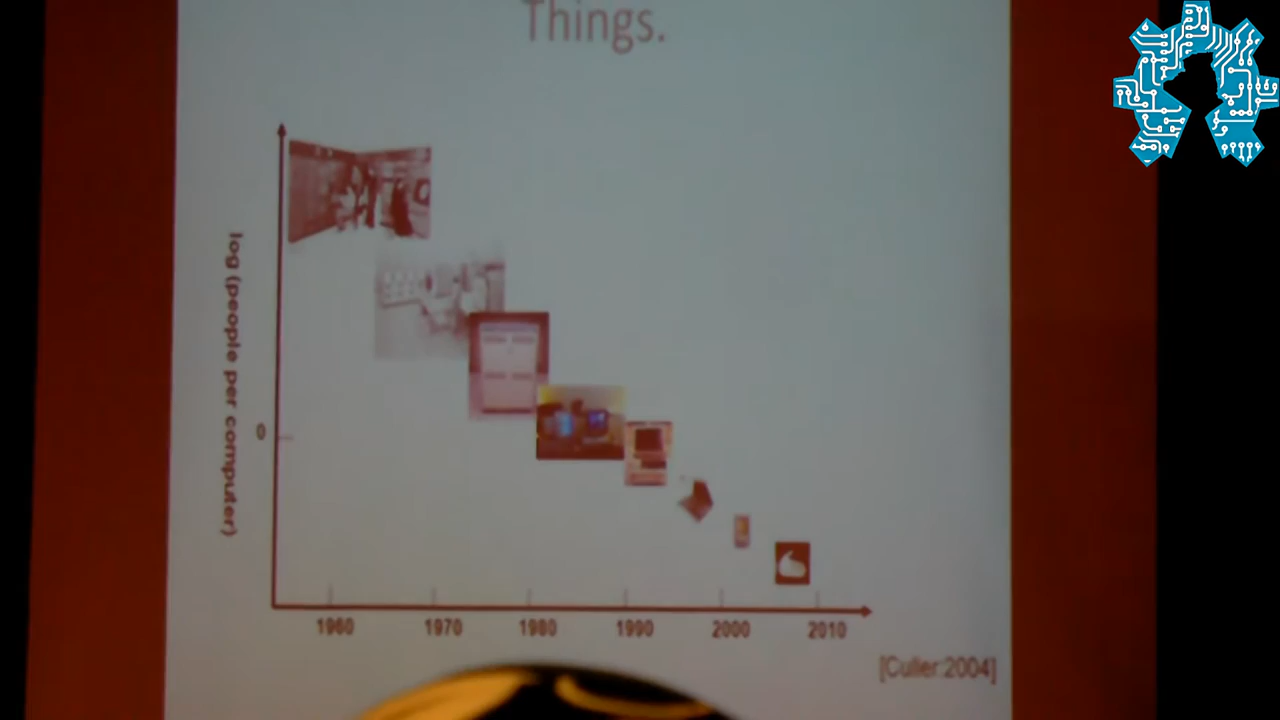 Things.
log (people per computer)
0
1960 1970 1980 1990 2000 2010
[Culler:2004]